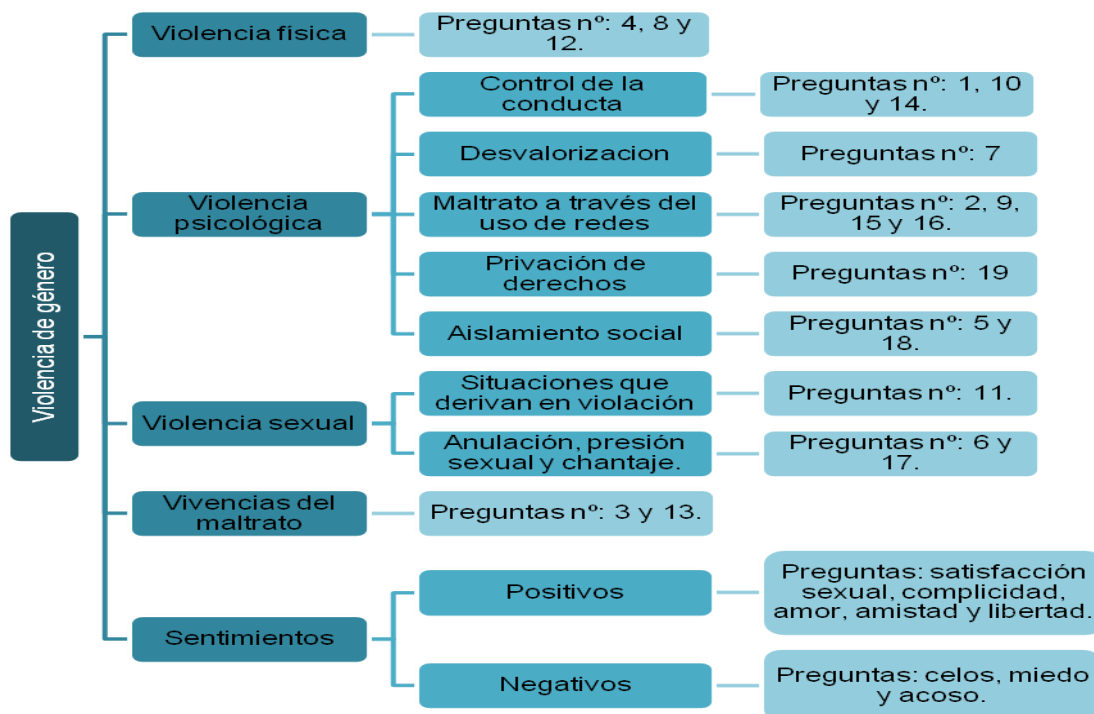 Violencia de género
Violencia física
Preguntas nº: 4, 8 y
12.
Violencia
psicológica
Control de la
conducta
Preguntas nº: 1, 10
y 14.
Desvalorizacion
Preguntas nº: 7
Maltrato a través del
uso de redes
Preguntas nº: 2, 9,
15 y 16.
Privación de
derechos
Preguntas nº: 19
Aislamiento social
Preguntas nº: 5 y
18.
Violencia sexual
Situaciones que
derivan en violación
Preguntas nº: 11.
Anulación, presión
sexual y chantaje.
Preguntas nº: 6 y
17.
Vivencias del
maltrato
Preguntas nº: 3 y 13.
Sentimientos
Positivos
Preguntas: satisfacción
sexual, complicidad,
amor, amistad y libertad.
Negativos
Preguntas: celos, miedo
y acoso.